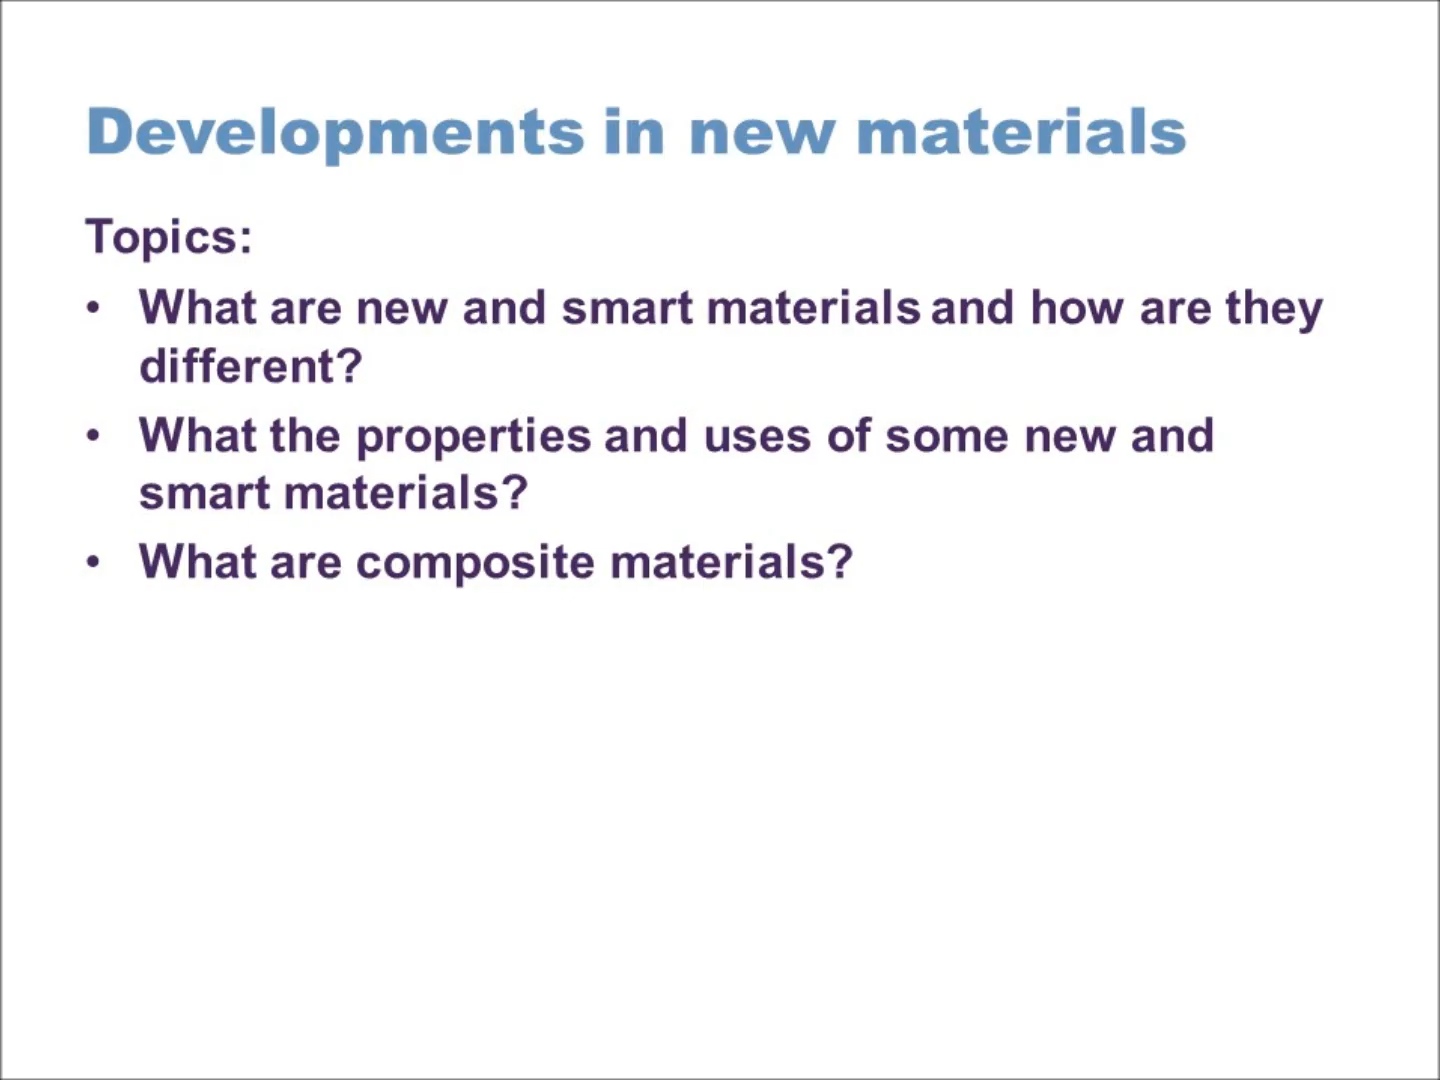 Developments in new materials
Topics:
• What are new and smart materials and how are they
different?
• What the properties and uses of some new and
smart materials?
• What are composite materials?